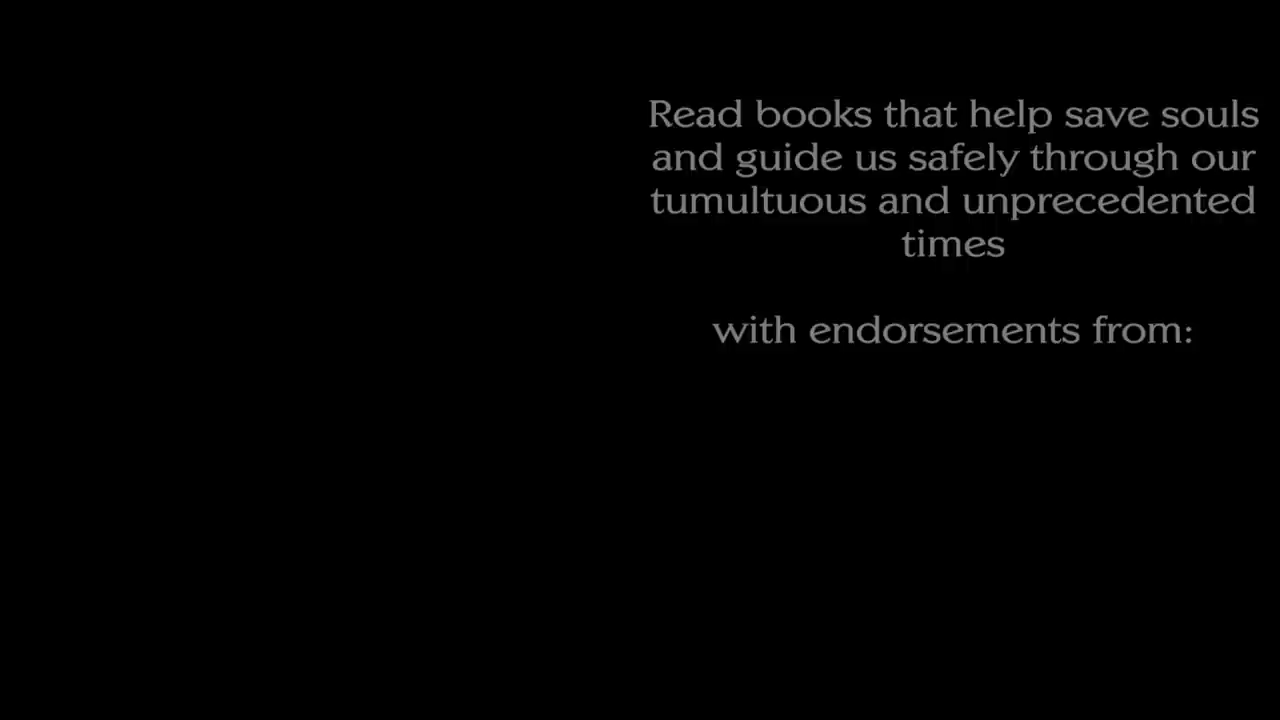 Read books that help save souls
and guide us safely through our
tumultuous and unprecedented
times
with endorsements from: